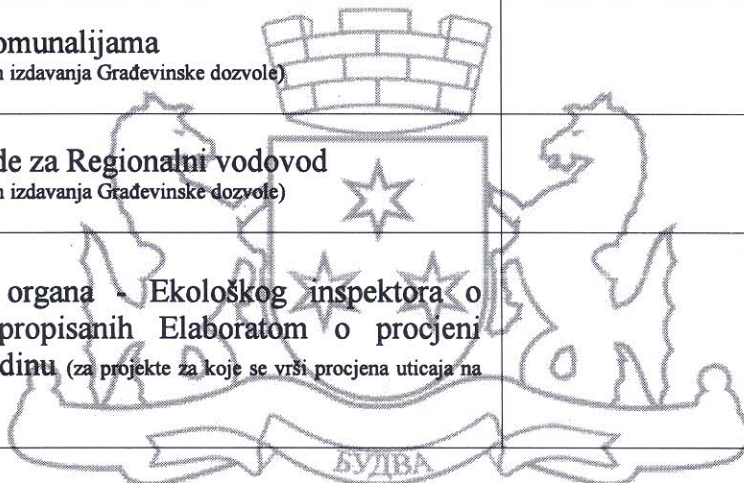 omunalijama
izdavanja Građevinske dozvole)
de za Regionalni vodovod
izdavanja Građevinske dozvole)
organa - Ekološkog inspektora o
propisanih Elaboratom o procjeni
dinu (za projekte za koje se vrši procjena uticaja na
БУДВА